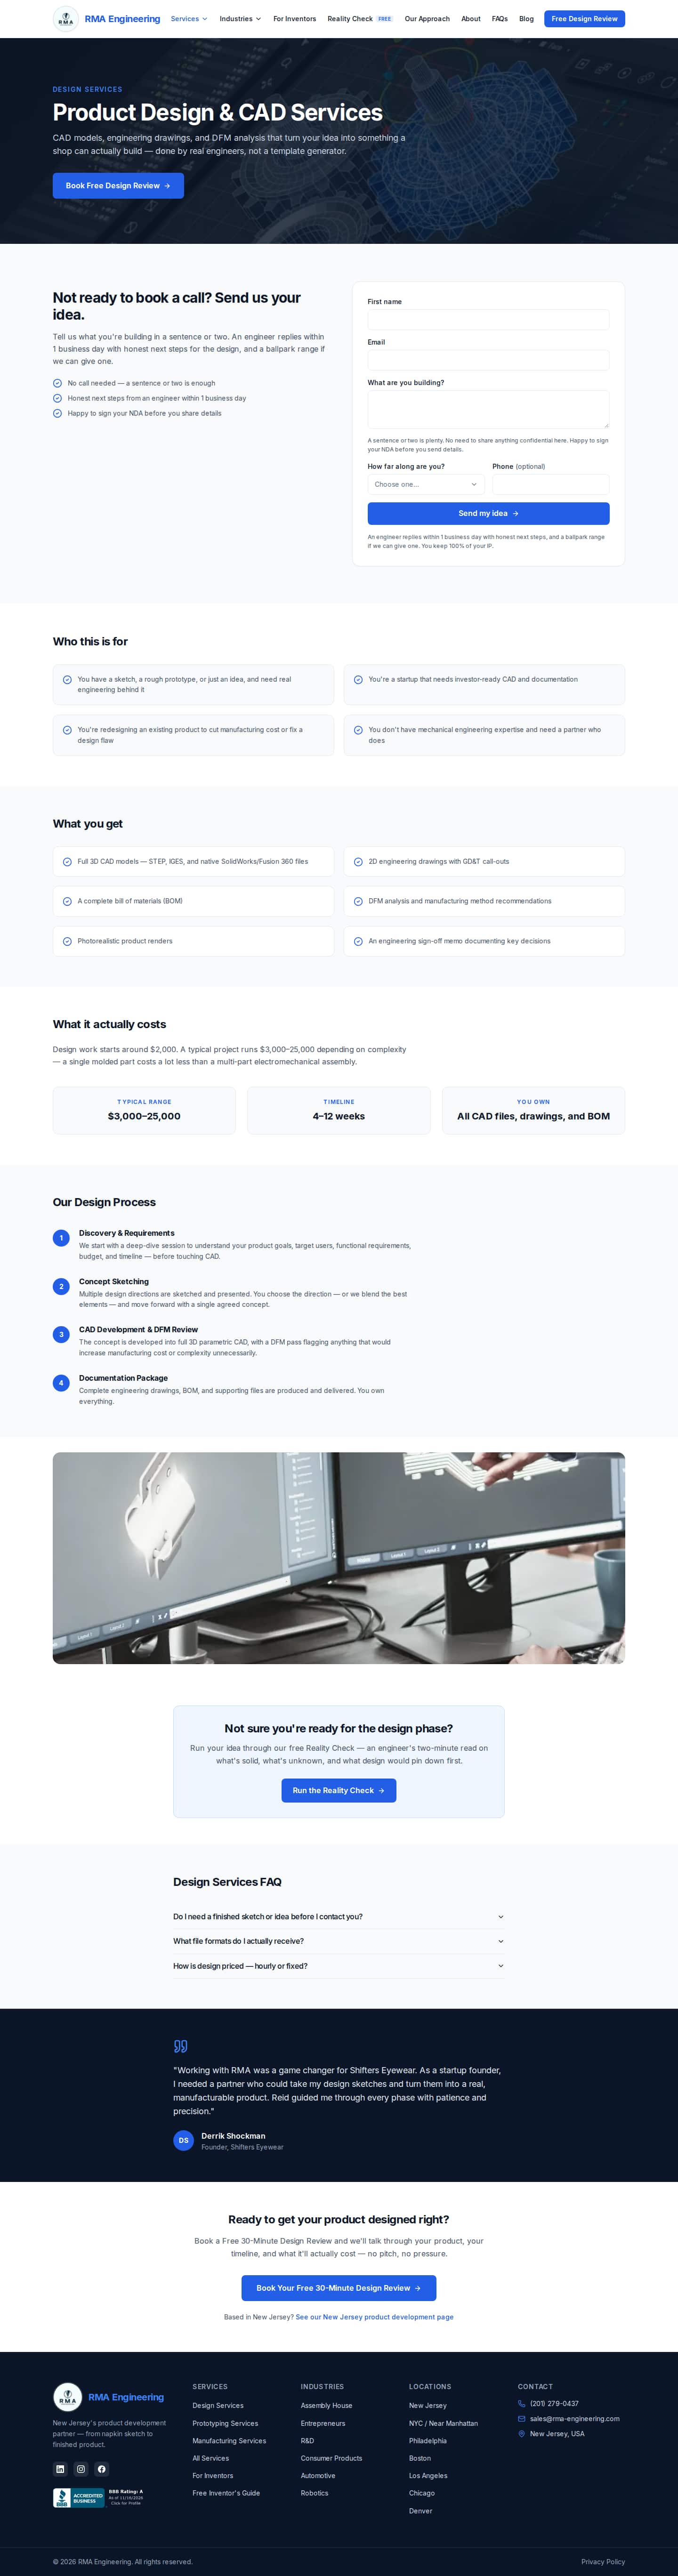 RMA
RMA Engineering
Services
Industries
For Inventors
Reality Check FREE
Our Approach
About
FAQs
Blog
Free Design Review
DESIGN SERVICES
Product Design & CAD Services
CAD models, engineering drawings, and DFM analysis that turn your idea into something a
shop can actually build — done by real engineers, not a template generator.
Book Free Design Review
Not ready to book a call? Send us your
idea.
Tell us what you're building in a sentence or two. An engineer replies within
1 business day with honest next steps for the design, and a ballpark range if
we can give one.
No call needed — a sentence or two is enough
Honest next steps from an engineer within 1 business day
Happy to sign your NDA before you share details
First name
Email
What are you building?
A sentence or two is plenty. No need to share anything confidential here. Happy to sign
your NDA before you send details.
How far along are you?
Choose one...
Phone (optional)
Send my idea
An engineer replies within 1 business day with honest next steps, and a ballpark range
if we can give one. You keep 100% of your IP.
Who this is for
You have a sketch, a rough prototype, or just an idea, and need real
engineering behind it
You're a startup that needs investor-ready CAD and documentation
You're redesigning an existing product to cut manufacturing cost or fix a
design flaw
You don't have mechanical engineering expertise and need a partner who
does
What you get
Full 3D CAD models — STEP, IGES, and native SolidWorks/Fusion 360 files
2D engineering drawings with GD&T call-outs
A complete bill of materials (BOM)
DFM analysis and manufacturing method recommendations
Photorealistic product renders
An engineering sign-off memo documenting key decisions
What it actually costs
Design work starts around $2,000. A typical project runs $3,000–25,000 depending on complexity
— a single molded part costs a lot less than a multi-part electromechanical assembly.
TYPICAL RANGE
$3,000–25,000
TIMELINE
4–12 weeks
YOU OWN
All CAD files, drawings, and BOM
Our Design Process
1
Discovery & Requirements
We start with a deep-dive session to understand your product goals, target users, functional requirements,
budget, and timeline — before touching CAD.
2
Concept Sketching
Multiple design directions are sketched and presented. You choose the direction — or we blend the best
elements — and move forward with a single agreed concept.
3
CAD Development & DFM Review
The concept is developed into full 3D parametric CAD, with a DFM pass flagging anything that would
increase manufacturing cost or complexity unnecessarily.
4
Documentation Package
Complete engineering drawings, BOM, and supporting files are produced and delivered. You own
everything.
Model Layout 1 Layout 2
Model Layout 1 Layout 2
Not sure you're ready for the design phase?
Run your idea through our free Reality Check — an engineer's two-minute read on
what's solid, what's unknown, and what design would pin down first.
Run the Reality Check
Design Services FAQ
Do I need a finished sketch or idea before I contact you?
What file formats do I actually receive?
How is design priced — hourly or fixed?
"Working with RMA was a game changer for Shifters Eyewear. As a startup founder,
I needed a partner who could take my design sketches and turn them into a real,
manufacturable product. Reid guided me through every phase with patience and
precision."
DS
Derrik Shockman
Founder, Shifters Eyewear
Ready to get your product designed right?
Book a Free 30-Minute Design Review and we'll talk through your product, your
timeline, and what it'll actually cost — no pitch, no pressure.
Book Your Free 30-Minute Design Review
Based in New Jersey? See our New Jersey product development page
RMA
RMA Engineering
New Jersey's product development
partner — from napkin sketch to
finished product.
BBB
ACCREDITED
BUSINESS
BBB Rating: A
As of 11/10/2025
Click for Profile
SERVICES
Design Services
Prototyping Services
Manufacturing Services
All Services
For Inventors
Free Inventor's Guide
INDUSTRIES
Assembly House
Entrepreneurs
R&D
Consumer Products
Automotive
Robotics
LOCATIONS
New Jersey
NYC / Near Manhattan
Philadelphia
Boston
Los Angeles
Chicago
Denver
CONTACT
(201) 279-0437
sales@rma-engineering.com
New Jersey, USA
© 2026 RMA Engineering. All rights reserved.
Privacy Policy